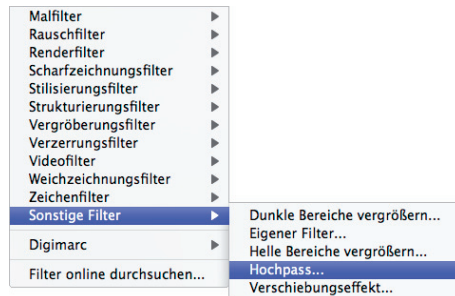 Malfilter
Rauschfilter
Renderfilter
Scharfzeichnungsfilter
Stilisierungsfilter
Strukturierungsfilter
Vergröberungsfilter
Verzerrungsfilter
Videofilter
Weichzeichnungsfilter
Zeichenfilter
Sonstige Filter
Digimarc
Filter online durchsuchen...
Dunkle Bereiche vergrößern...
Eigener Filter...
Helle Bereiche vergrößern...
Hochpass...
Verschiebungseffekt...